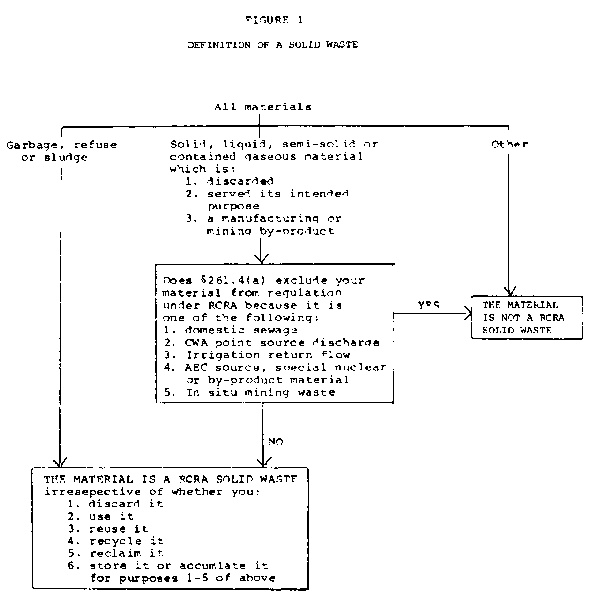 FIGURE 1
DEFINITION OF A SOLID WASTE
All materials
Garbage, refuse
or sludge
Solid, liquid, semi-solid or
contained gaseous material
which is:
1. discarded
2. served its intended
purpose
3. a manufacturing or
mining by-product
Other
Does §261.4(a) exclude your
material from regulation
under RCRA because it is
one of the following:
1. domestic sewage
2. CWA point source discharge
3. Irrigation return flow
4. AEC source, special nuclear
or by-product material
5. In situ mining waste
YES
THE MATERIAL
IS NOT A RCRA
SOLID WASTE
NO
THE MATERIAL IS A RCRA SOLID WASTE
irresepective of whether you:
1. discard it
2. use it
3. reuse it
4. recycle it
5. reclaim it
6. store it or accumlate it
for purposes 1-5 of above